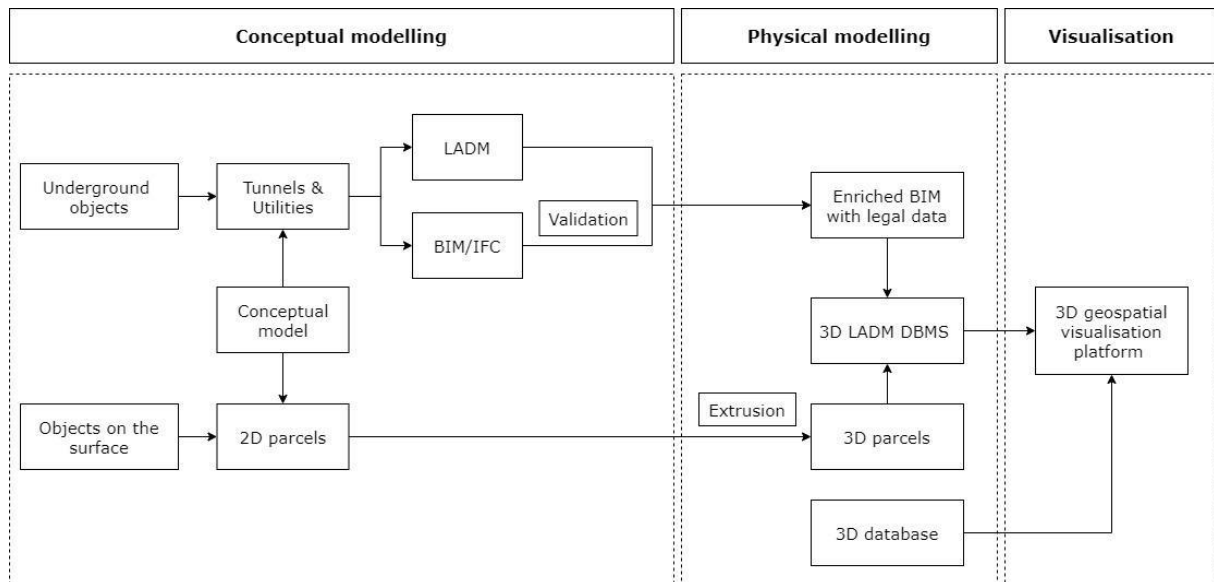 Conceptual modelling
Physical modelling
Visualisation
LADM
Underground
objects
Tunnels &
Utilities
Validation
Enriched BIM
with legal data
BIM/IFC
Conceptual
model
3D LADM DBMS
3D geospatial
visualisation
platform
Extrusion
Objects on the
surface
2D parcels
3D parcels
3D database